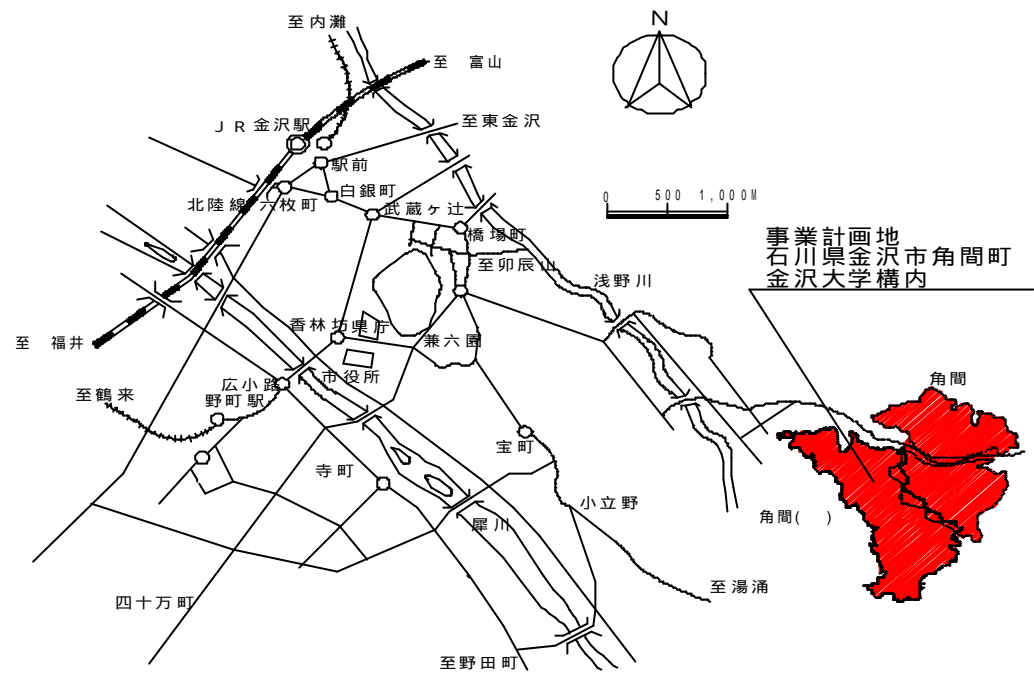 至内灘
N
至 富山
JR金沢駅
至東金沢
駅前
白銀町
北陸線
六枚町
武蔵ヶ辻
0 500 1,000M
橋場町
事業計画地
石川県金沢市角間町
金沢大学構内
至卯辰山
浅野川
香林坊
県庁
兼六園
至 福井
市役所
広小路
角間
至鶴来
野町駅
宝町
寺町
小立野
角間( )
犀川
至湯涌
四十万町
至野田町